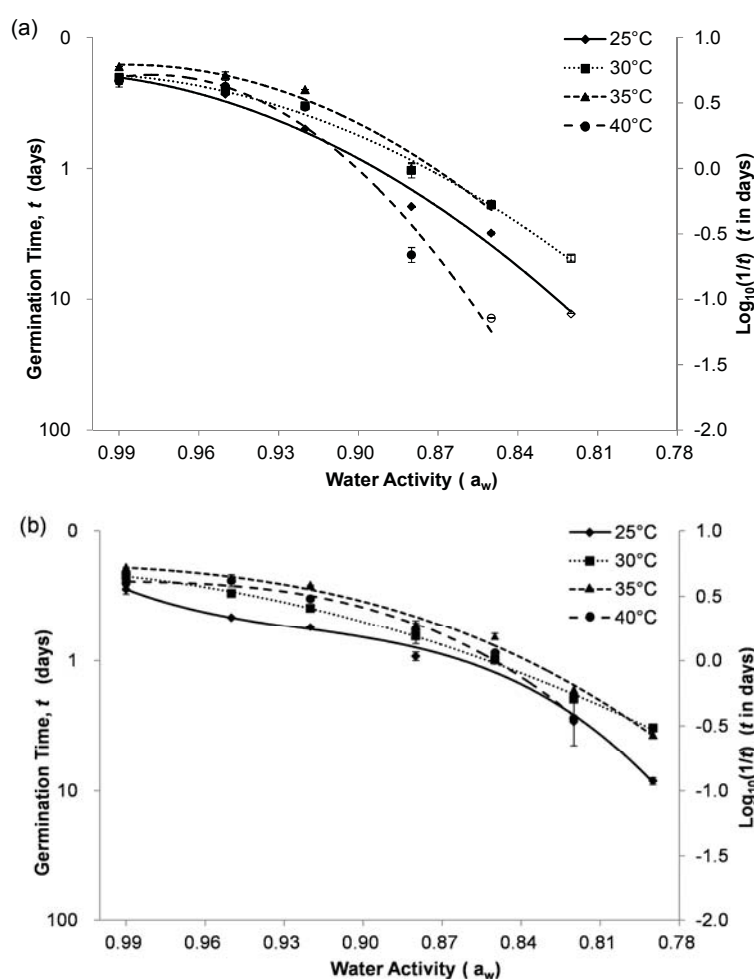 (a)
0
1
10
100
Germination Time, t (days)
1.0
0.5
0.0
-0.5
-1.0
-1.5
-2.0
Log10(1/t) (t in days)
25°C
30°C
35°C
40°C
0.99 0.96 0.93 0.90 0.87 0.84 0.81 0.78
Water Activity ( aw)
(b)
0
1
10
100
Germination Time, t (days)
1.0
0.5
0.0
-0.5
-1.0
-1.5
-2.0
Log10(1/t) (t in days)
25°C
30°C
35°C
40°C
0.99 0.96 0.93 0.90 0.87 0.84 0.81 0.78
Water Activity ( aw)